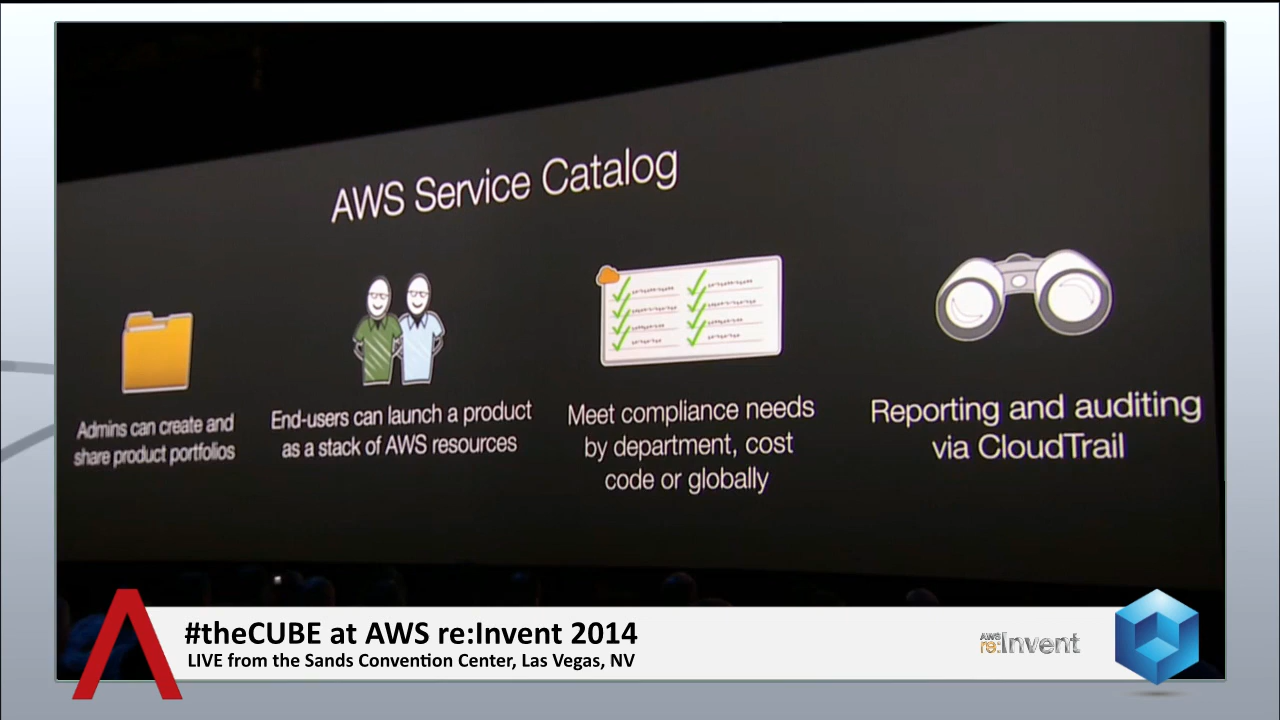 AWS Service Catalog
Admins can create and
share product portfolios
End-users can launch a product
as a stack of AWS resources
Meet compliance needs
by department, cost
code or globally
Reporting and auditing
via CloudTrail
#theCUBE at AWS re:Invent 2014
LIVE from the Sands Convention Center, Las Vegas, NV
AWS
re:Invent